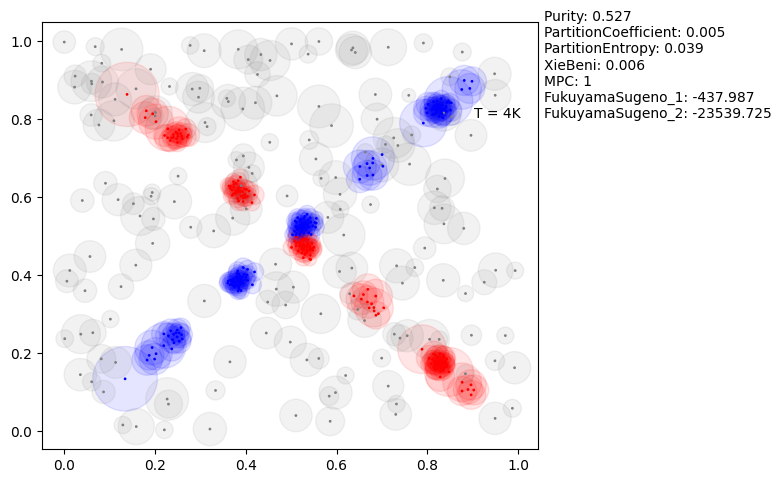 Purity: 0.527
PartitionCoefficient: 0.005
PartitionEntropy: 0.039
XieBeni: 0.006
MPC: 1
FukuyamaSugeno_1: -437.987
FukuyamaSugeno_2: -23539.725
T = 4K
1.0
0.8
0.6
0.4
0.2
0.0
0.0 0.2 0.4 0.6 0.8 1.0